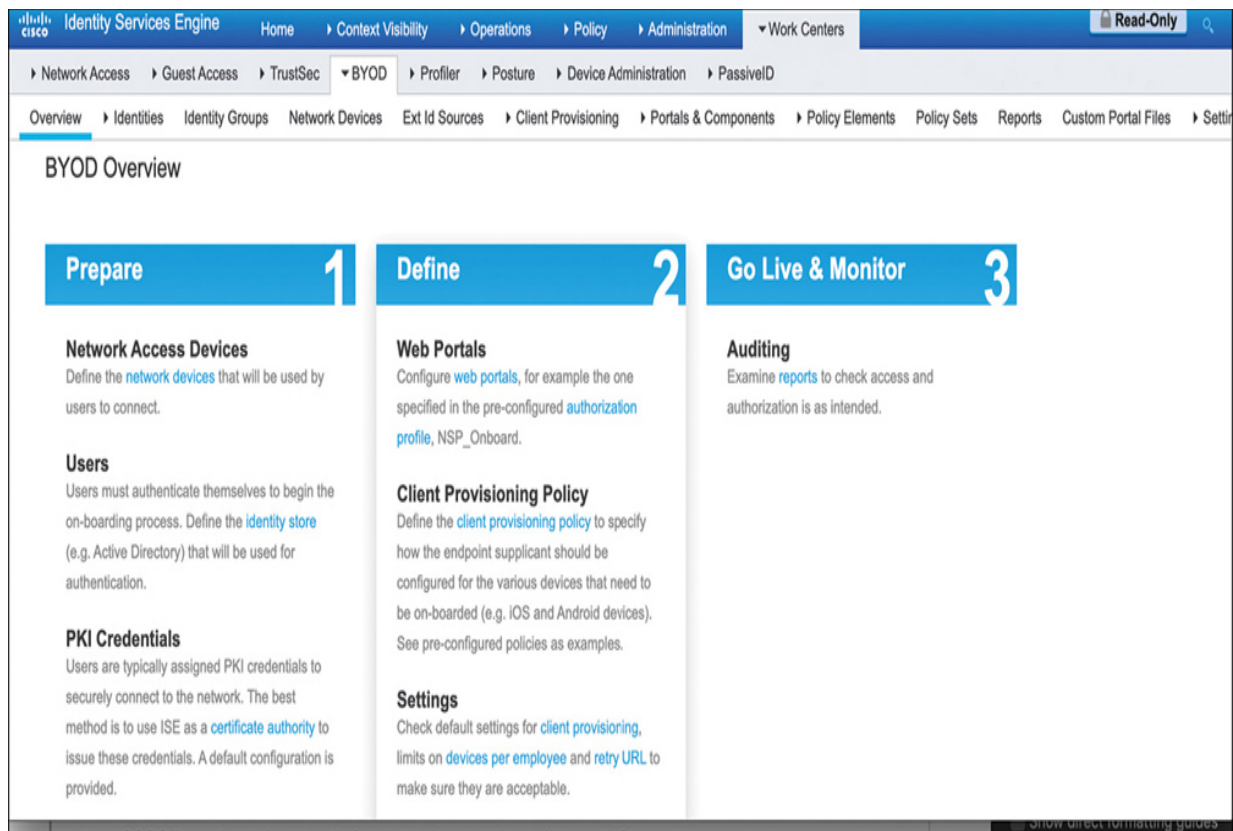 cisco Identity Services Engine Home Context Visibility Operations Policy Administration Work Centers Read-Only
Network Access Guest Access TrustSec BYOD Profiler Posture Device Administration PassiveID
Overview Identities Identity Groups Network Devices Ext Id Sources Client Provisioning Portals & Components Policy Elements Policy Sets Reports Custom Portal Files
BYOD Overview
Prepare 1
Network Access Devices
Define the network devices that will be used by
users to connect.
Users
Users must authenticate themselves to begin the
on-boarding process. Define the identity store
(e.g. Active Directory) that will be used for
authentication.
PKI Credentials
Users are typically assigned PKI credentials to
securely connect to the network. The best
method is to use ISE as a certificate authority to
issue these credentials. A default configuration is
provided.
Define 2
Web Portals
Configure web portals, for example the one
specified in the pre-configured authorization
profile, NSP_Onboard.
Client Provisioning Policy
Define the client provisioning policy to specify
how the endpoint supplicant should be
configured for the various devices that need to
be on-boarded (e.g. iOS and Android devices).
See pre-configured policies as examples.
Settings
Check default settings for client provisioning,
limits on devices per employee and retry URL to
make sure they are acceptable.
Go Live & Monitor 3
Auditing
Examine reports to check access and
authorization is as intended.
Show direct formatting guides